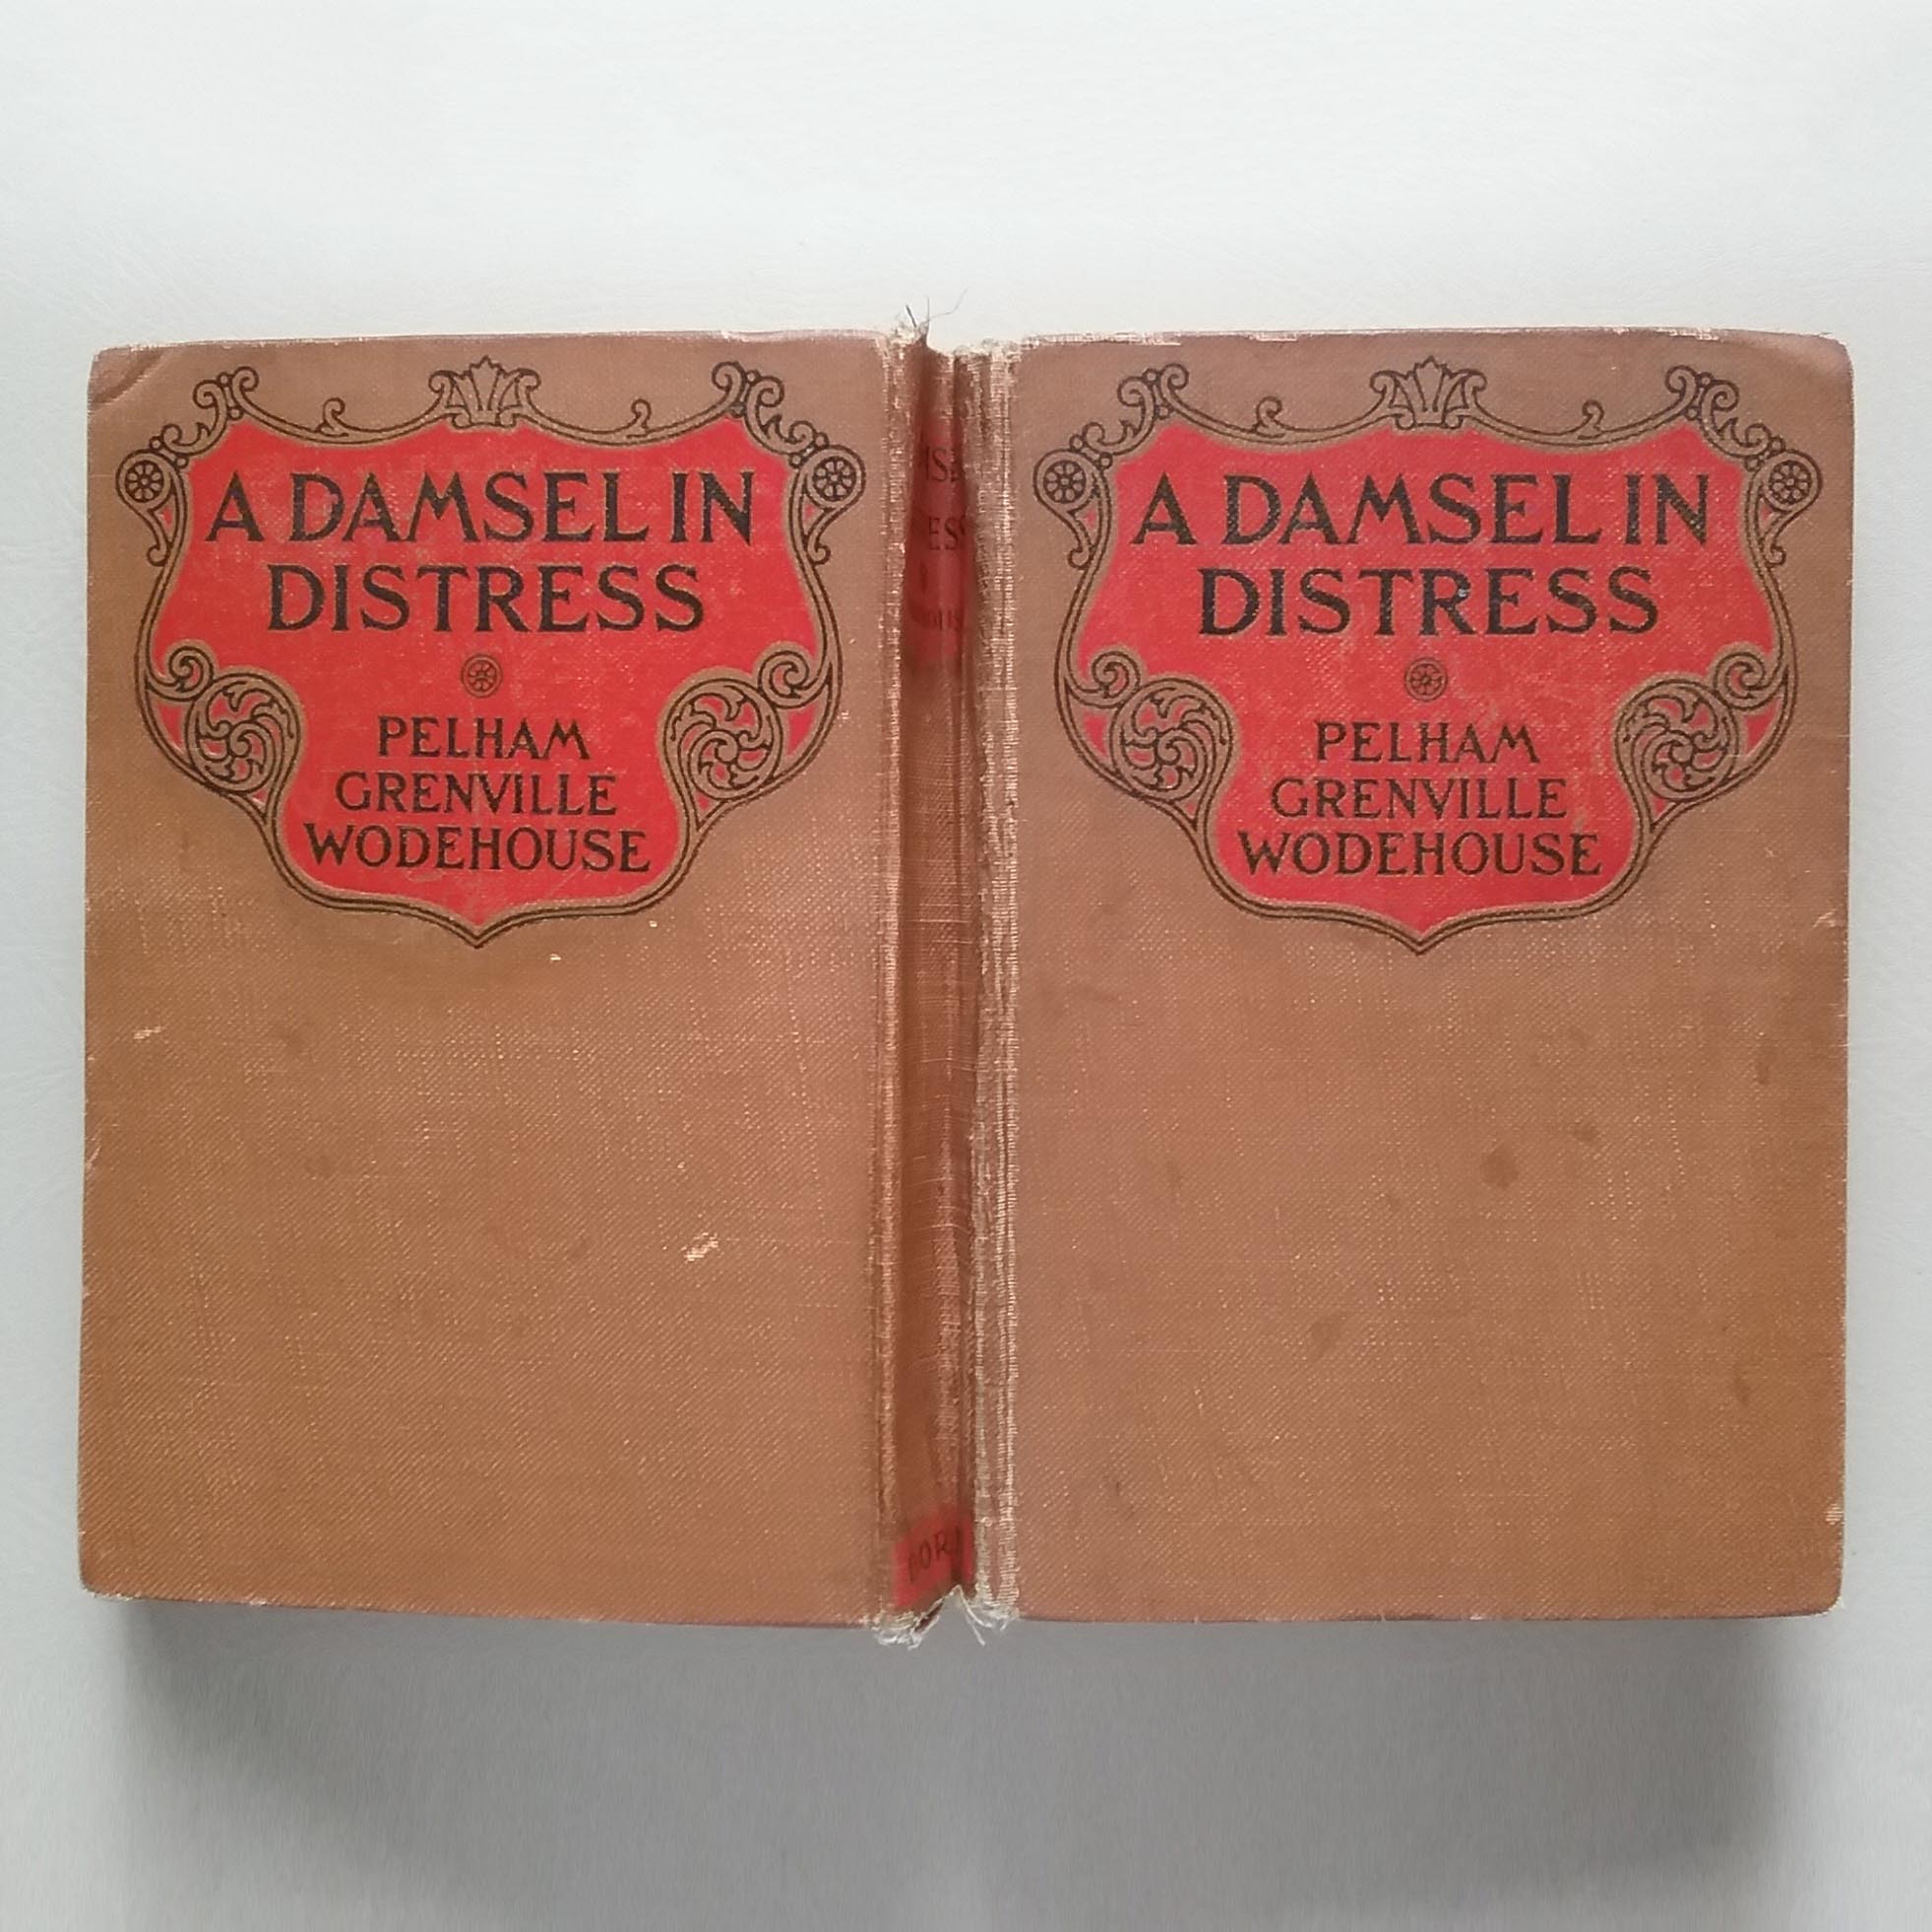 A DAMSEL IN
DISTRESS
PELHAM
GRENVILLE
WODEHOUSE
A DAMSEL IN
DISTRESS
PELHAM
GRENVILLE
WODEHOUSE